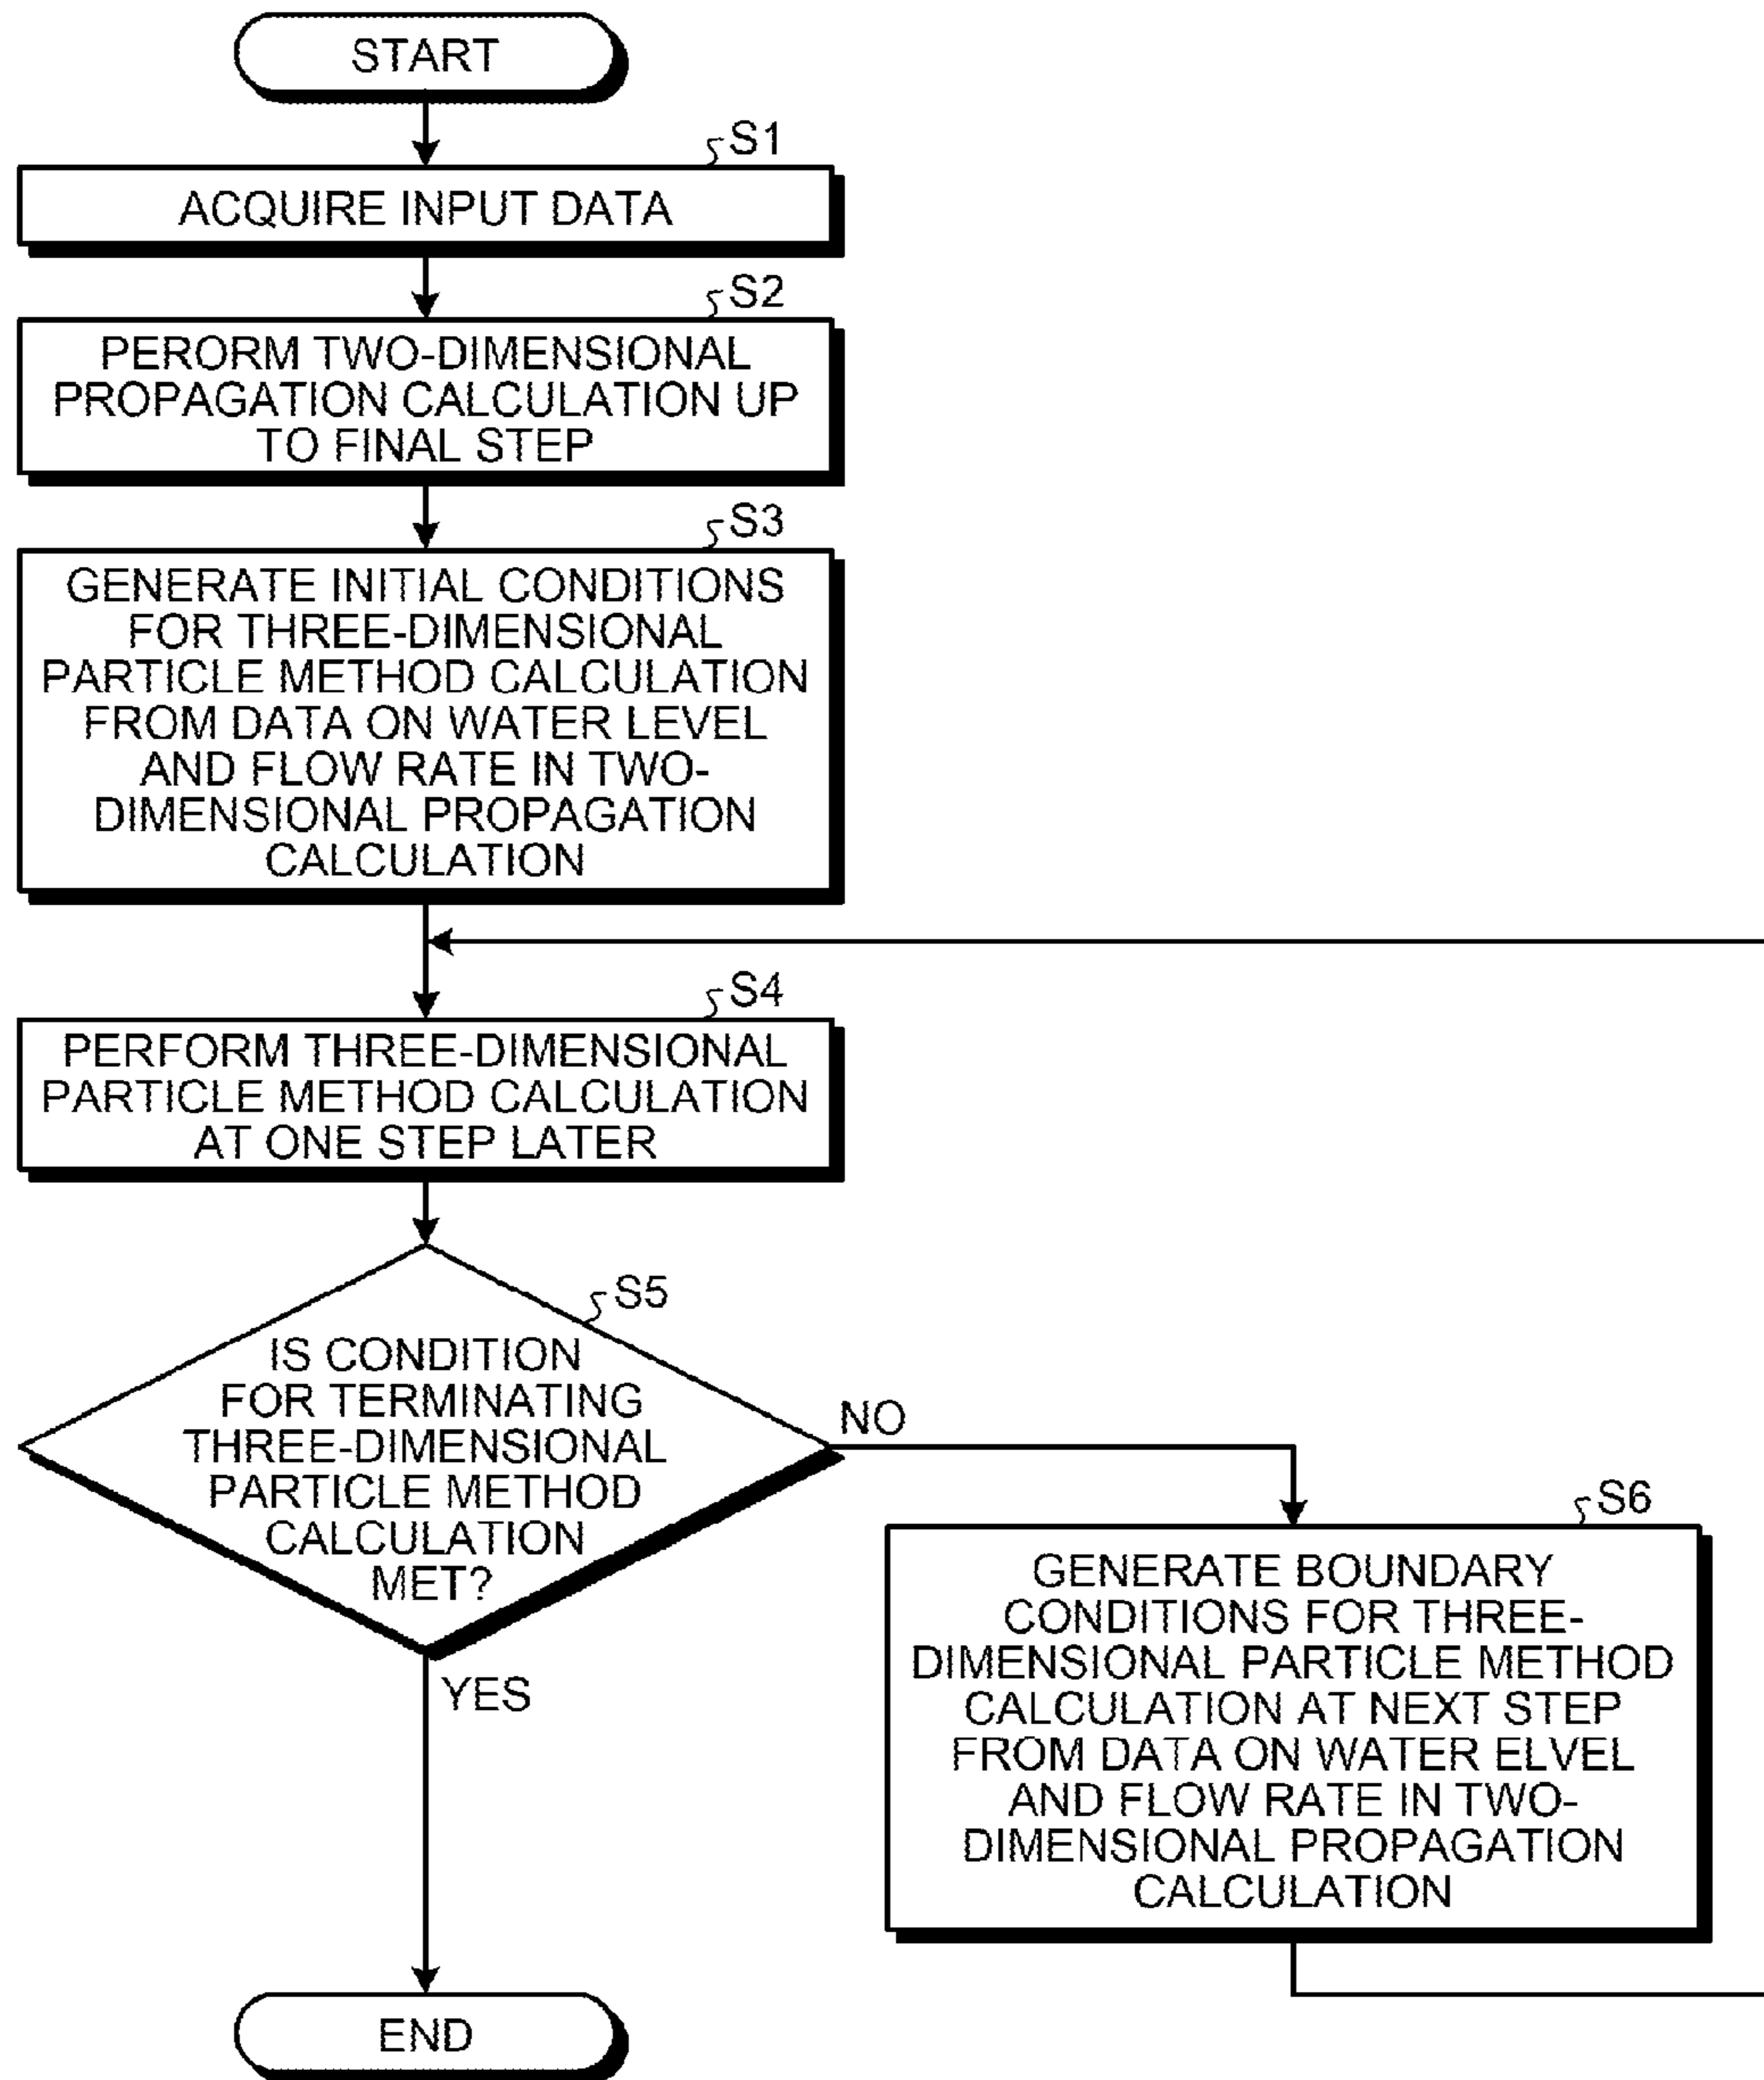 START
S1
ACQUIRE INPUT DATA
S2
PERORM TWO-DIMENSIONAL
PROPAGATION CALCULATION UP
TO FINAL STEP
S3
GENERATE INITIAL CONDITIONS
FOR THREE-DIMENSIONAL
PARTICLE METHOD CALCULATION
FROM DATA ON WATER LEVEL
AND FLOW RATE IN TWO-
DIMENSIONAL PROPAGATION
CALCULATION
S4
PERFORM THREE-DIMENSIONAL
PARTICLE METHOD CALCULATION
AT ONE STEP LATER
S5
IS CONDITION
FOR TERMINATING
THREE-DIMENSIONAL
PARTICLE METHOD
CALCULATION
MET?
NO
YES
S6
GENERATE BOUNDARY
CONDITIONS FOR THREE-
DIMENSIONAL PARTICLE METHOD
CALCULATION AT NEXT STEP
FROM DATA ON WATER ELVEL
AND FLOW RATE IN TWO-
DIMENSIONAL PROPAGATION
CALCULATION
END